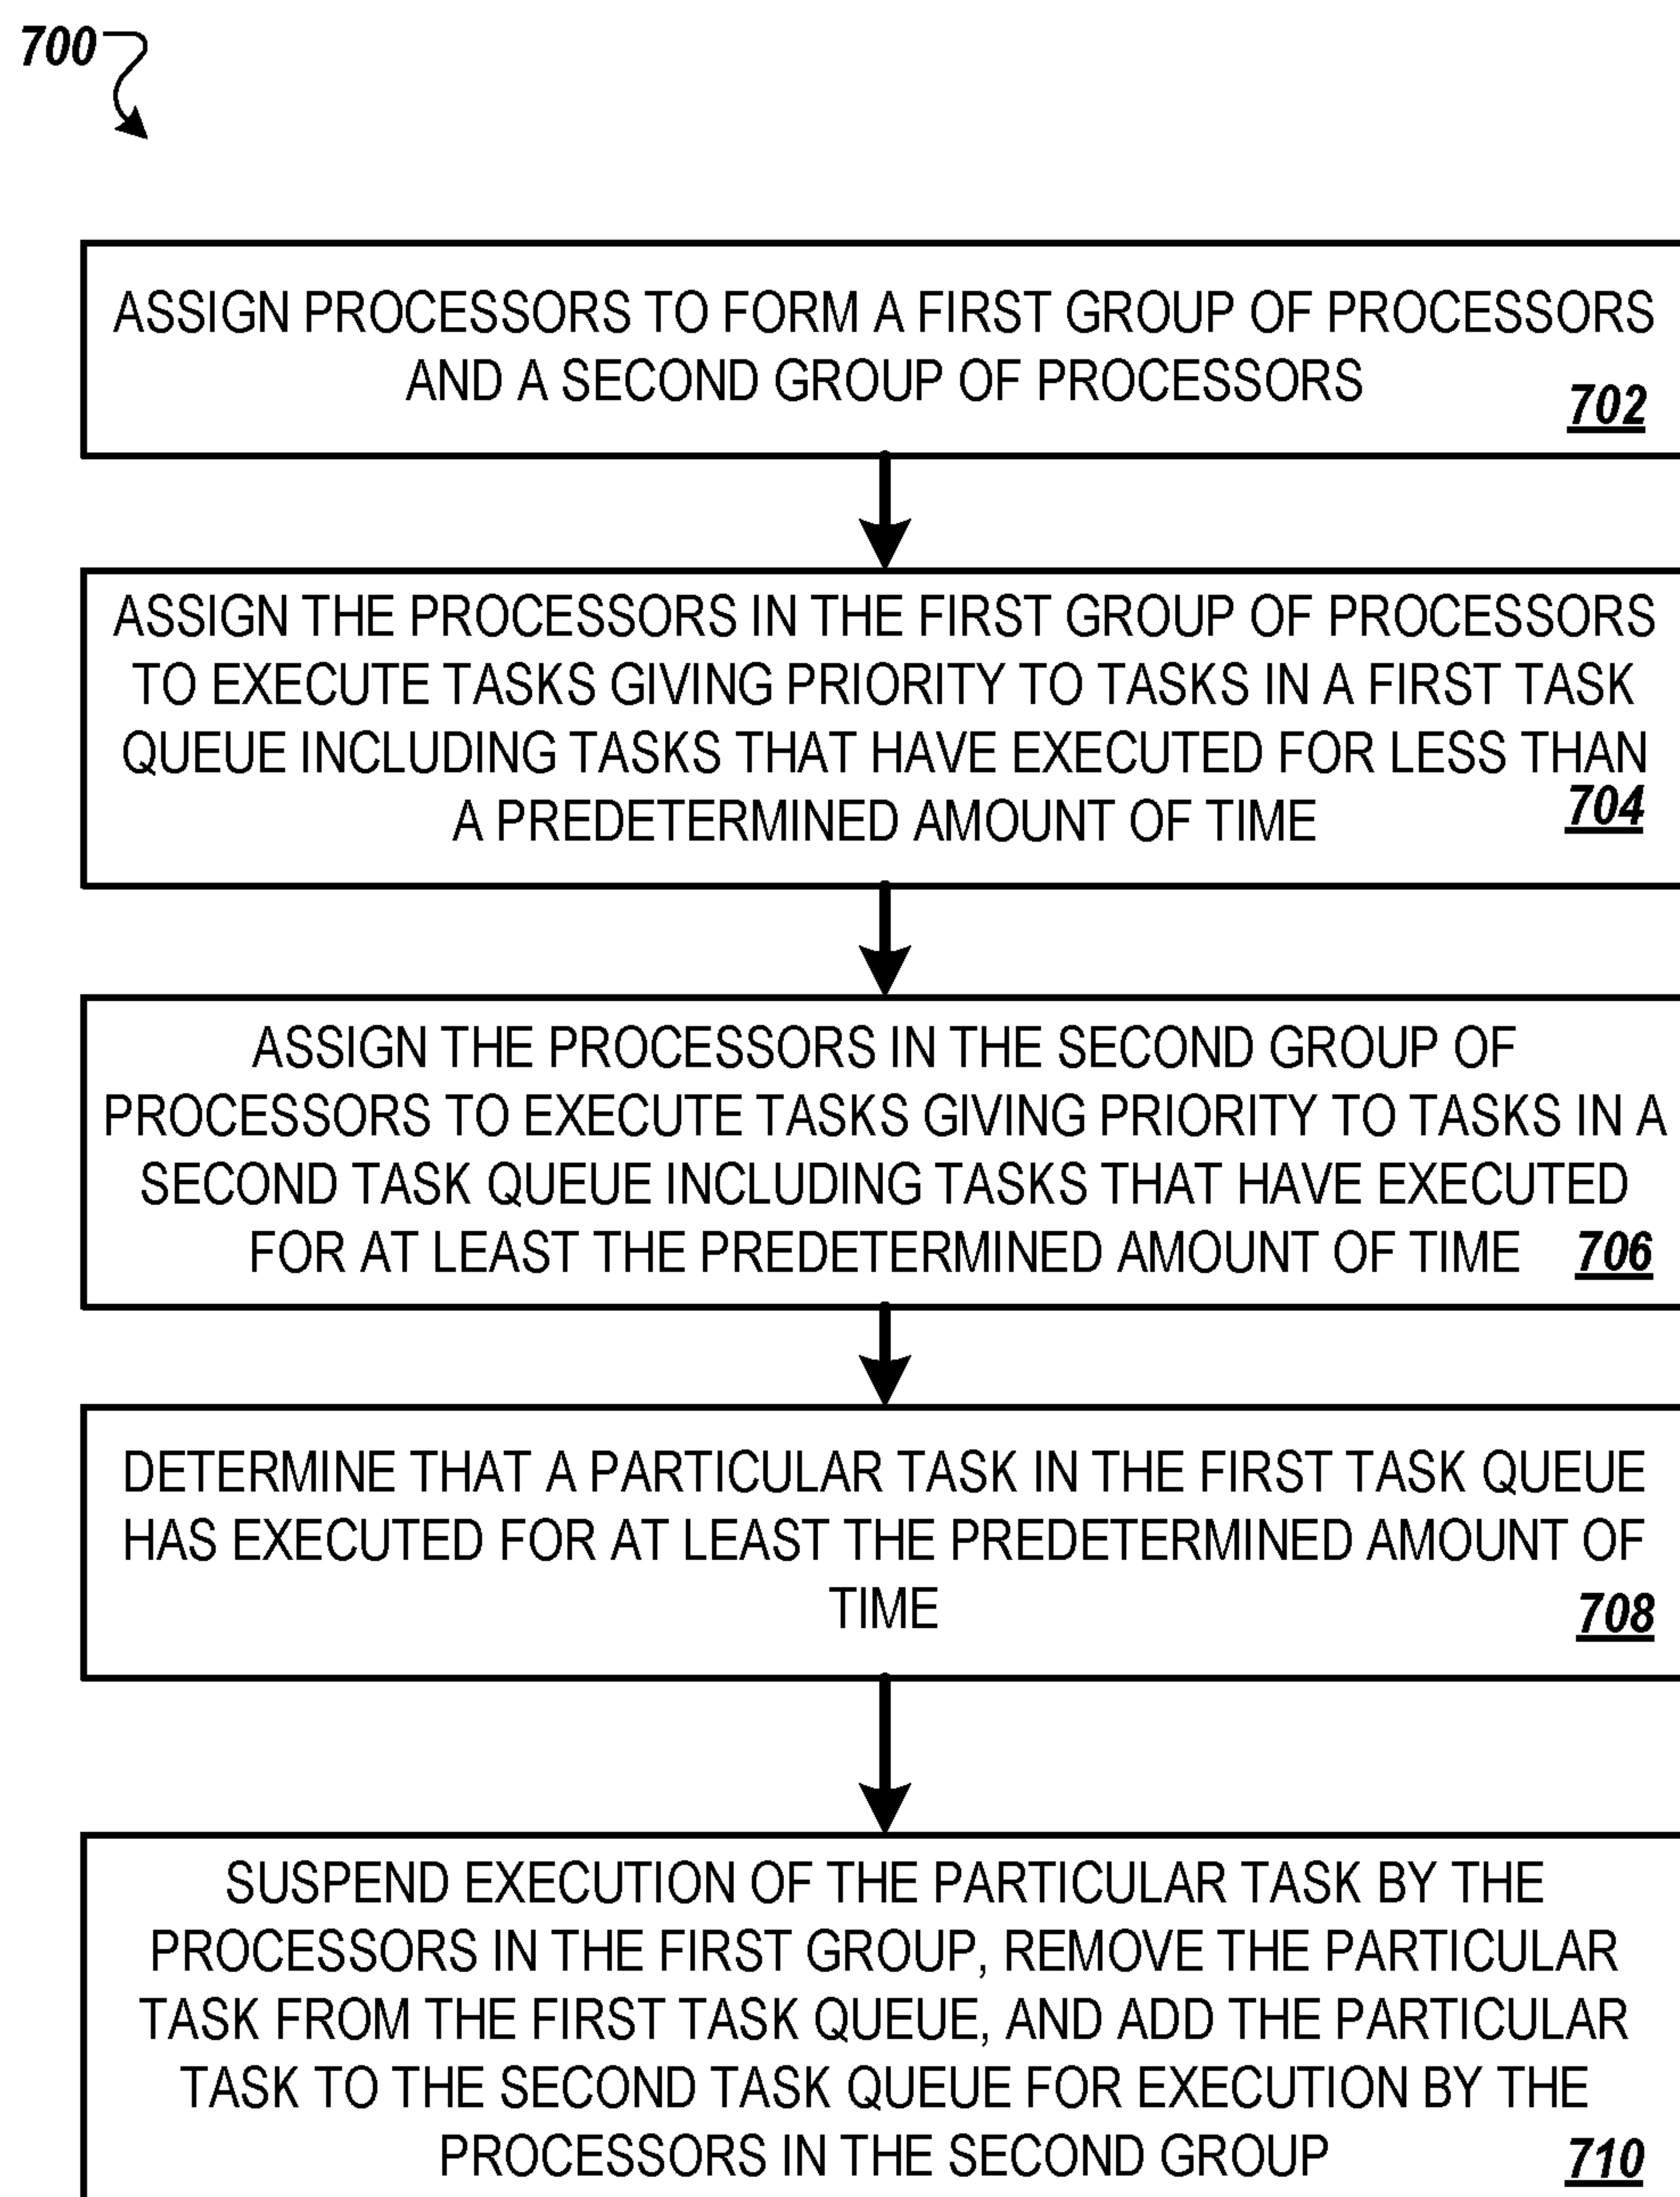 700
ASSIGN PROCESSORS TO FORM A FIRST GROUP OF PROCESSORS
AND A SECOND GROUP OF PROCESSORS
702
ASSIGN THE PROCESSORS IN THE FIRST GROUP OF PROCESSORS
TO EXECUTE TASKS GIVING PRIORITY TO TASKS IN A FIRST TASK
QUEUE INCLUDING TASKS THAT HAVE EXECUTED FOR LESS THAN
A PREDETERMINED AMOUNT OF TIME
704
ASSIGN THE PROCESSORS IN THE SECOND GROUP OF
PROCESSORS TO EXECUTE TASKS GIVING PRIORITY TO TASKS IN A
SECOND TASK QUEUE INCLUDING TASKS THAT HAVE EXECUTED
FOR AT LEAST THE PREDETERMINED AMOUNT OF TIME
706
DETERMINE THAT A PARTICULAR TASK IN THE FIRST TASK QUEUE
HAS EXECUTED FOR AT LEAST THE PREDETERMINED AMOUNT OF
TIME
708
SUSPEND EXECUTION OF THE PARTICULAR TASK BY THE
PROCESSORS IN THE FIRST GROUP, REMOVE THE PARTICULAR
TASK FROM THE FIRST TASK QUEUE, AND ADD THE PARTICULAR
TASK TO THE SECOND TASK QUEUE FOR EXECUTION BY THE
PROCESSORS IN THE SECOND GROUP
710